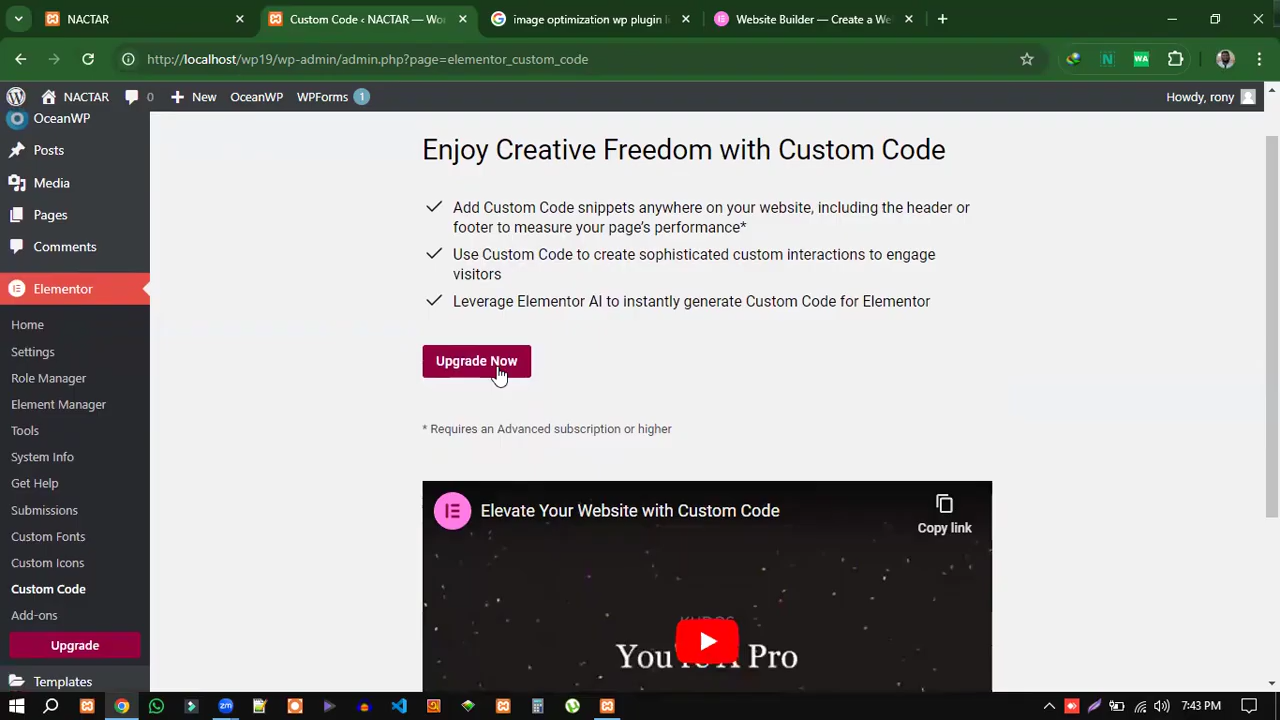 NACTAR
Custom Code ‹ NACTAR — Wo
image optimization wp plugin l
Website Builder — Create a We
http://localhost/wp19/wp-admin/admin.php?page=elementor_custom_code
N
WA
NACTAR
0
New
OceanWP
WPForms
1
Howdy, rony
OceanWP
Posts
Media
Pages
Comments
Elementor
Home
Settings
Role Manager
Element Manager
Tools
System Info
Get Help
Submissions
Custom Fonts
Custom Icons
Custom Code
Add-ons
Upgrade
Templates
Enjoy Creative Freedom with Custom Code
Add Custom Code snippets anywhere on your website, including the header or
footer to measure your page's performance*
Use Custom Code to create sophisticated custom interactions to engage
visitors
Leverage Elementor AI to instantly generate Custom Code for Elementor
Upgrade Now
* Requires an Advanced subscription or higher
Elevate Your Website with Custom Code
Copy link
KUDOS
You're A Pro
7:43 PM